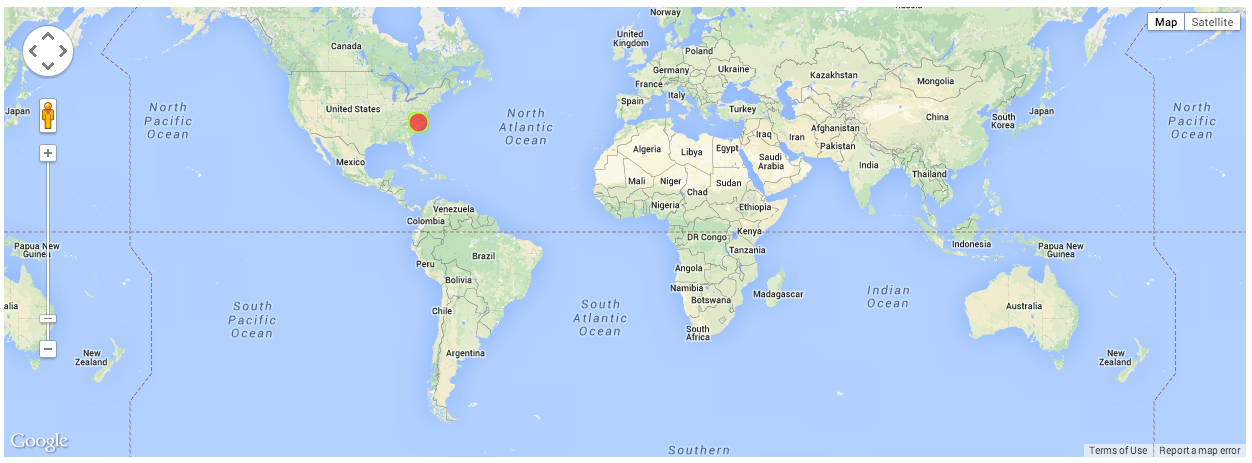 Norway
Russia
Map
Satellite
United
Kingdom
Canada
Poland
Germany
Ukraine
Kazakhstan
Mongolia
France
Italy
Spain
United States
Turkey
Japan
North
Pacific
Ocean
North
Atlantic
Ocean
South
Korea
Japan
China
North
Pacific
Ocean
Iraq
Iran
Afghanistan
Pakistan
Algeria
Libya
Egypt
Saudi
Arabia
India
Mexico
Thailand
Mali
Niger
Sudan
Chad
Nigeria
Ethiopia
Venezuela
Colombia
DR Congo
Kenya
Papua New
Guinea
Indonesia
Papua New
Guinea
Tanzania
Brazil
Peru
Bolivia
Angola
Namibia
Botswana
Madagascar
Indian
Ocean
alia
South
Pacific
Ocean
Chile
South
Atlantic
Ocean
South
Africa
Australia
New
Zealand
Argentina
New
Zealand
Google
Southern
Terms of Use
Report a map error